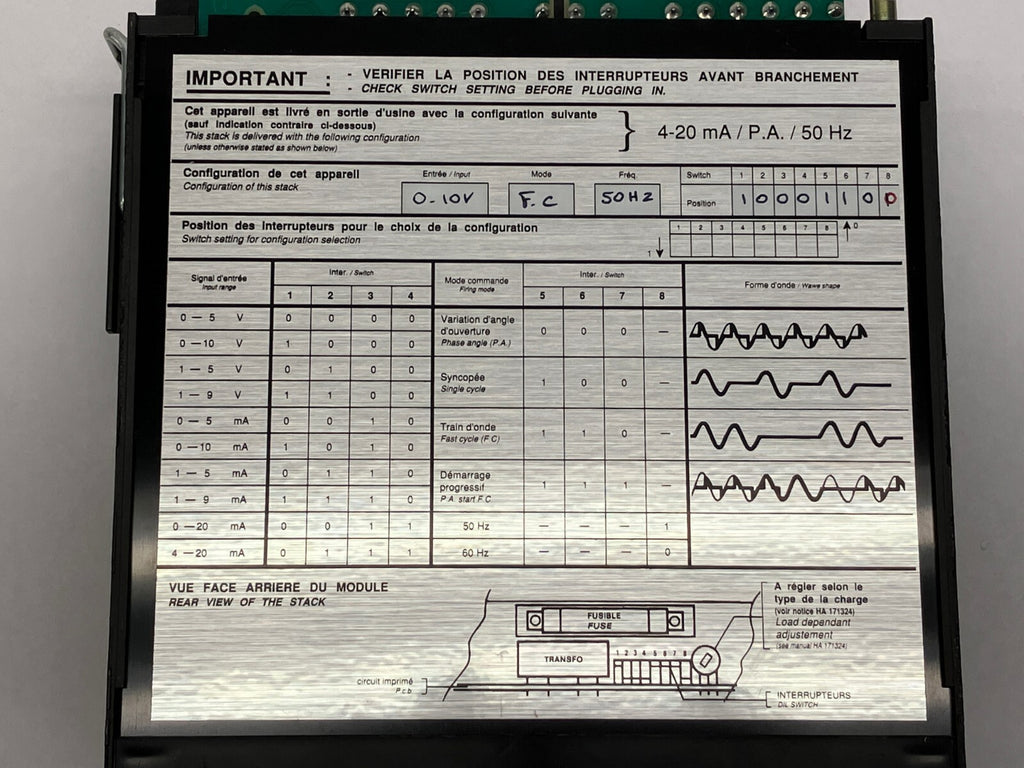 IMPORTANT : - VERIFIER LA POSITION DES INTERRUPTEURS AVANT BRANCHEMENT
- CHECK SWITCH SETTING BEFORE PLUGGING IN.
Cet appareil est livré en sortie d'usine avec la configuration suivante
(sauf indication contraire ci-dessous)
This stack is delivered with the following configuration
(unless otherwise stated as shown below)
4-20 mA / P.A. / 50 Hz
Configuration de cet appareil
Configuration of this stack
Entrée / Input Mode Fréq
0-10V F.C 50HZ
Switch 1 2 3 4 5 6 7 8
Position 1 0 0 0 1 1 0 0
Position des interrupteurs pour le choix de la configuration
Switch setting for configuration selection
1 2 3 4 5 6 7 8
1 0
Signal d'entrée
Input range
Inter. / Switch
1 2 3 4
Mode commande
Firing mode
Inter. / Switch
5 6 7 8
Forme d'onde / Wawe shape
0 — 5 V 0 0 0 0
0 —10 V 1 0 0 0
Variation d'angle
d'ouverture
Phase angle (P.A.)
0 0 0 —
1 — 5 V 0 1 0 0
1 — 9 V 1 1 0 0
Syncopée
Single cycle
1 0 0 —
0 — 5 mA 0 0 1 0
0 —10 mA 1 0 1 0
Train d'onde
Fast cycle (F C)
1 1 0 —
1 — 5 mA 0 1 1 0
1 — 9 mA 1 1 1 0
Démarrage
progressif
P.A. start F.C.
1 1 1 —
0 —20 mA 0 0 1 1 50 Hz — — — 1
4 —20 mA 0 1 1 1 60 Hz — — — 0
VUE FACE ARRIERE DU MODULE
REAR VIEW OF THE STACK
FUSIBLE
FUSE
TRANSFO
1 2 3 4 5 6 7 8
circuit imprimé
P.c.b.
A régler selon le
type de la charge
(voir notice HA 171324)
Load dependant
adjustement
(see manual HA 171324)
INTERRUPTEURS
DIL SWITCH